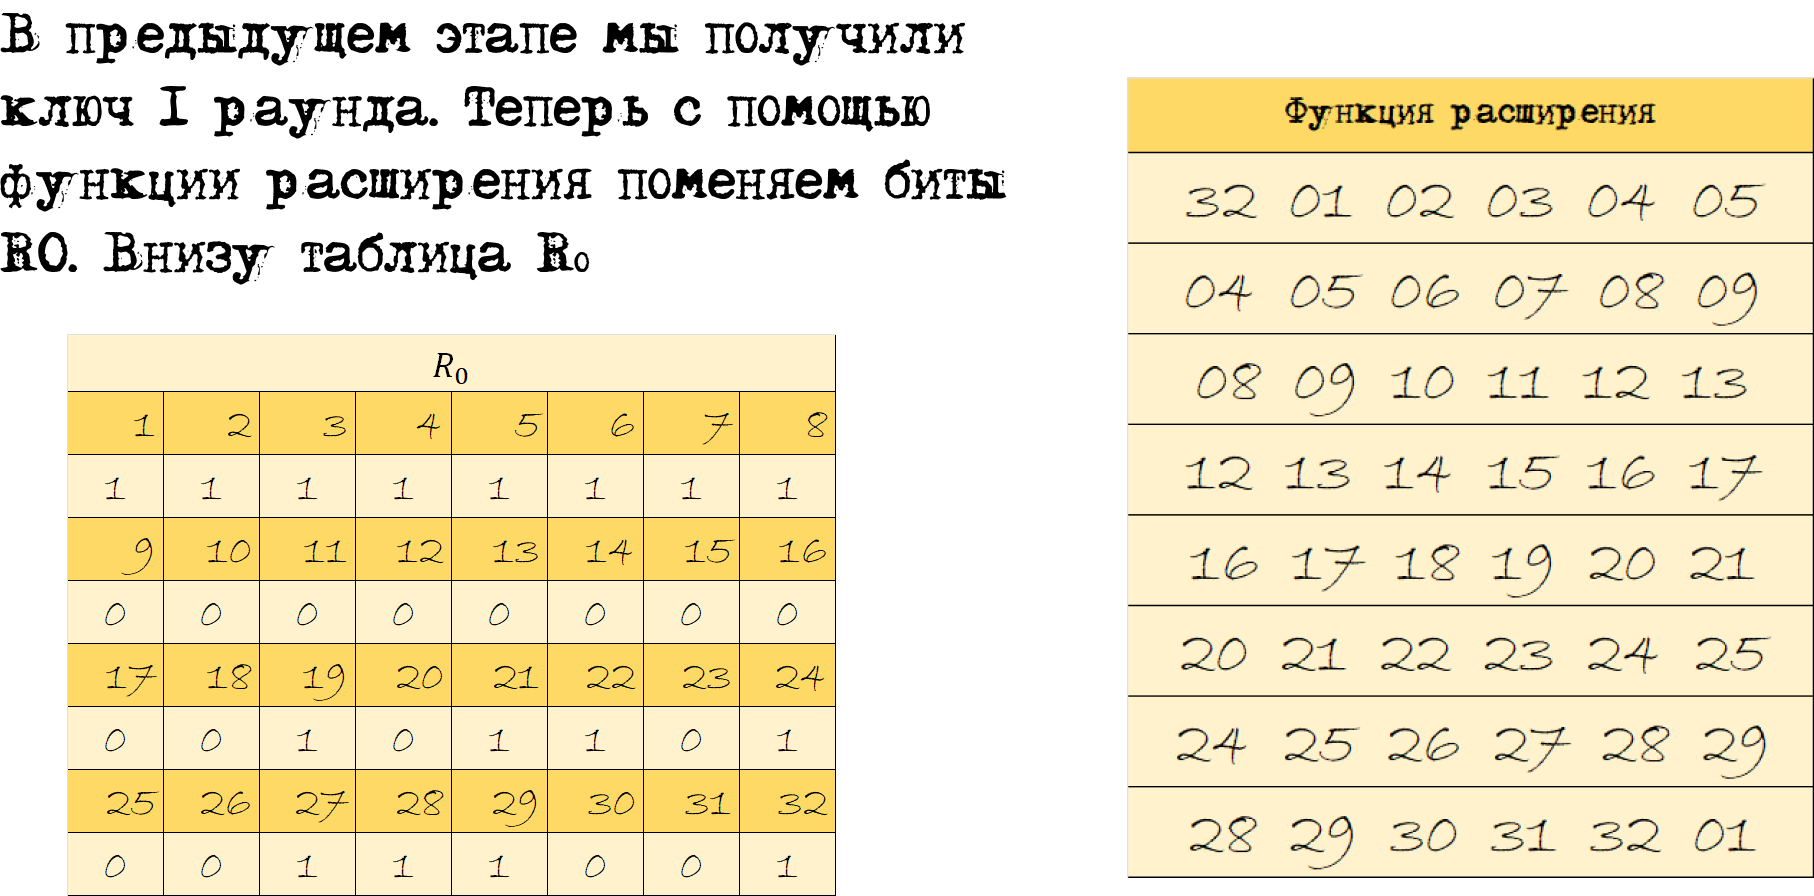 В предыдущем этапе мы получили
ключ I раунда. Теперь с помощью
функции расширения поменяем биты
R0. Внизу таблица R₀
R₀
1 2 3 4 5 6 7 8
1 1 1 1 1 1 1 1
9 10 11 12 13 14 15 16
0 0 0 0 0 0 0 0
17 18 19 20 21 22 23 24
0 0 1 0 1 1 0 1
25 26 27 28 29 30 31 32
0 0 1 1 1 0 0 1
Функция расширения
32 01 02 03 04 05
04 05 06 07 08 09
08 09 10 11 12 13
12 13 14 15 16 17
16 17 18 19 20 21
20 21 22 23 24 25
24 25 26 27 28 29
28 29 30 31 32 01